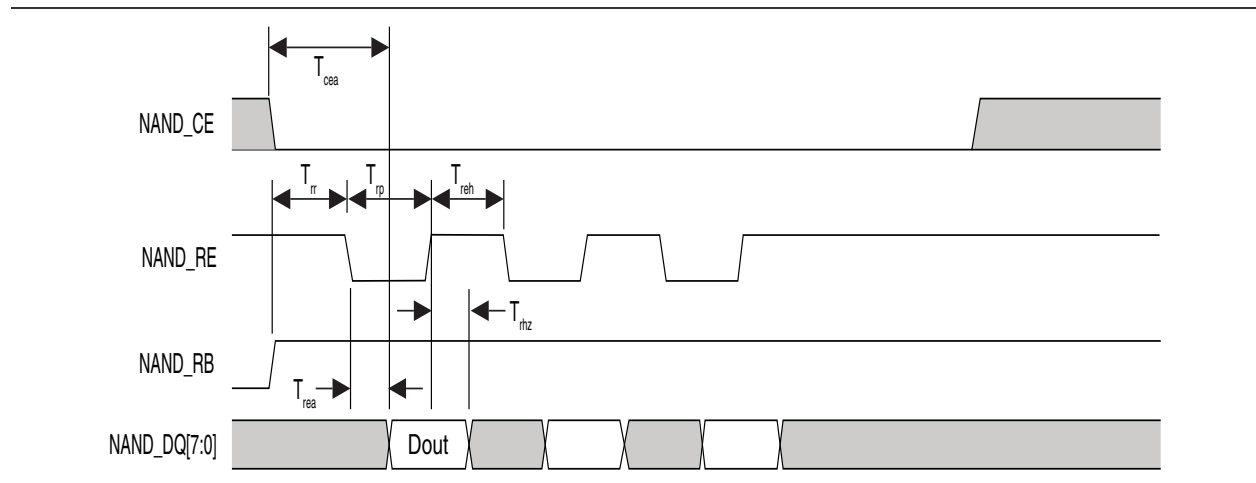 Tcea
NAND_CE
Trr Trp Treh
NAND_RE
Trhz
NAND_RB
Trea
NAND_DQ[7:0] Dout